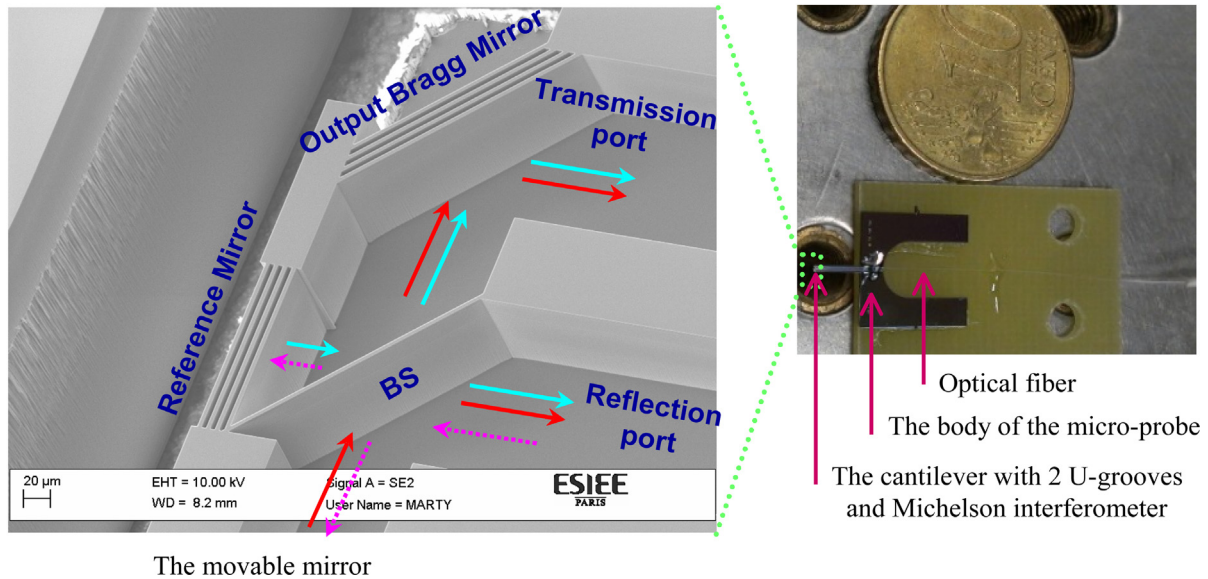 Output Bragg Mirror
Transmission
port
Reference Mirror
BS
Reflection
port
20 µm
EHT = 10.00 kV
WD = 8.2 mm
Signal A = SE2
User Name = MARTY
ESIEE
PARIS
The movable mirror
10
CENT
Optical fiber
The body of the micro-probe
The cantilever with 2 U-grooves
and Michelson interferometer